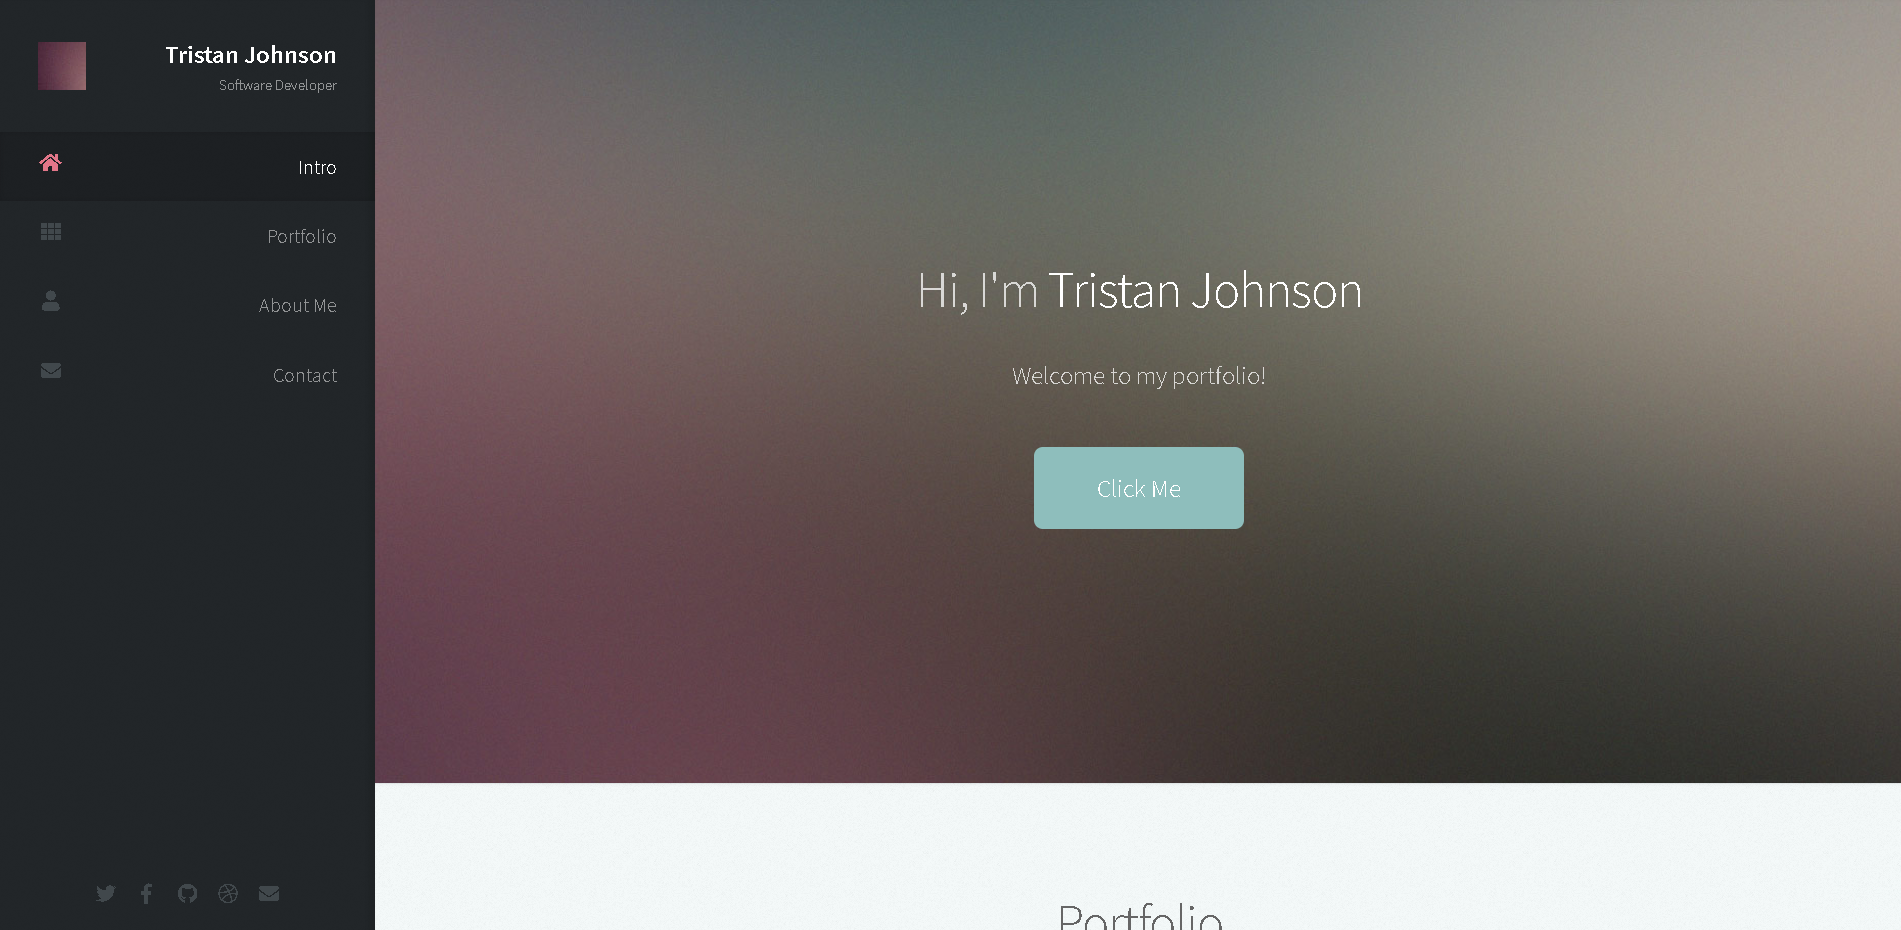 Tristan Johnson
Software Developer
Intro
Portfolio
About Me
Contact
Hi, I'm Tristan Johnson
Welcome to my portfolio!
Click Me
Portfolio